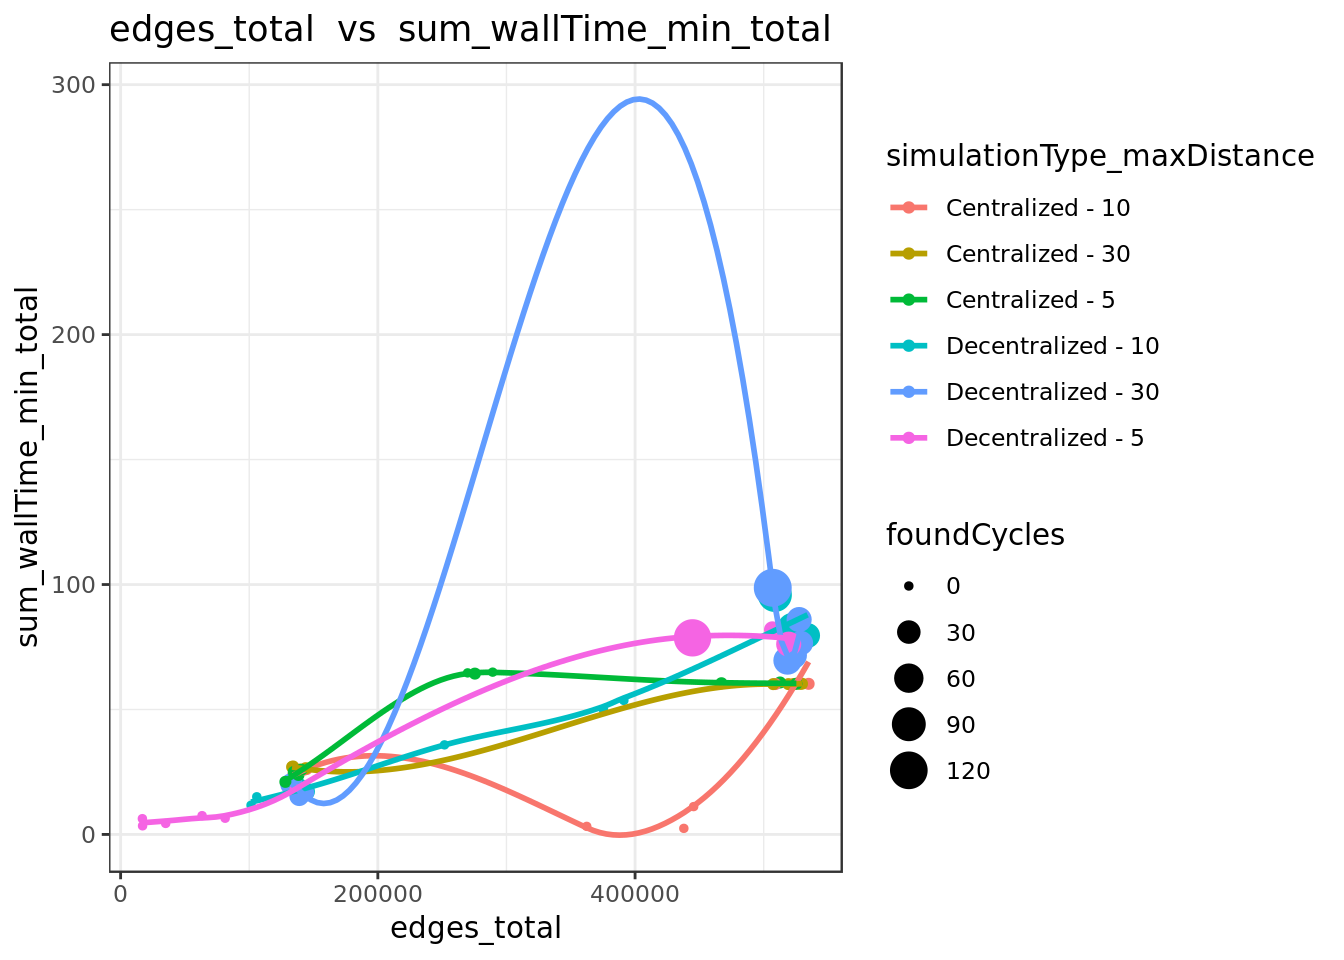 edges_total  vs  sum_wallTime_min_total
sum_wallTime_min_total
300
200
100
0
0
200000
400000
edges_total
simulationType_maxDistance
Centralized - 10
Centralized - 30
Centralized - 5
Decentralized - 10
Decentralized - 30
Decentralized - 5
foundCycles
0
30
60
90
120